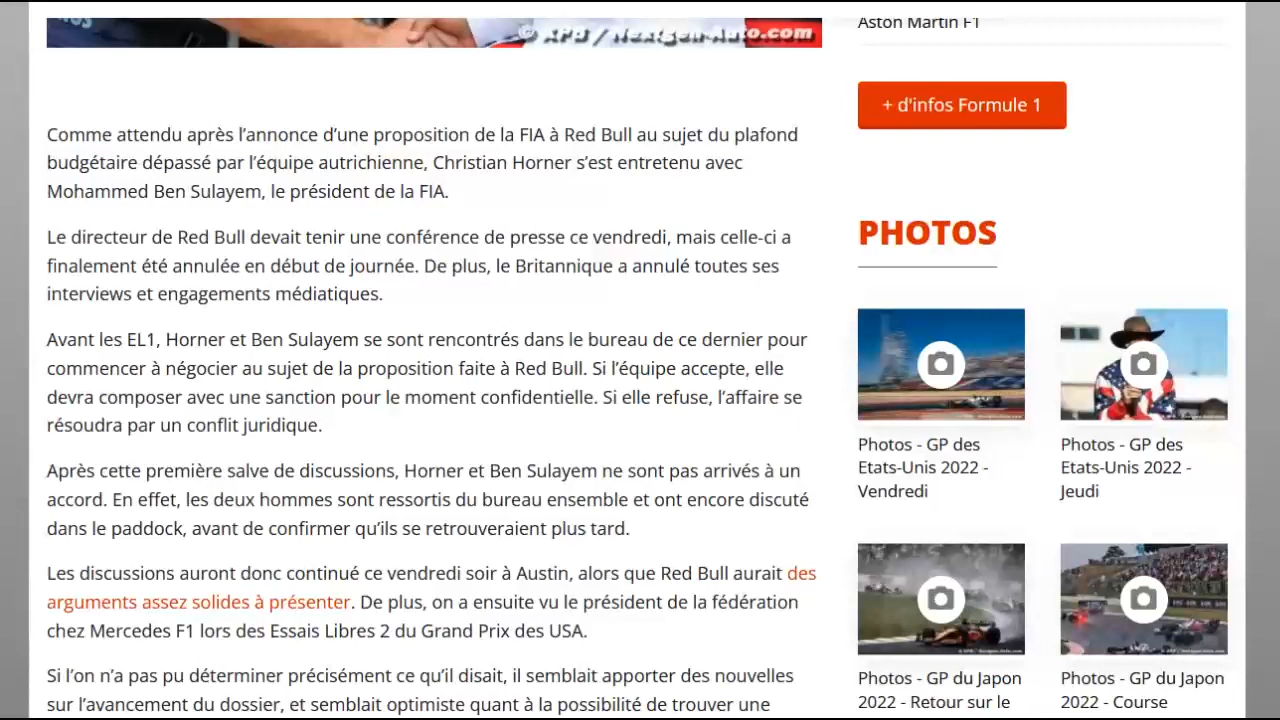 © XPB / Nextgen-Auto.com
Comme attendu après l’annonce d’une proposition de la FIA à Red Bull au sujet du plafond
budgétaire dépassé par l’équipe autrichienne, Christian Horner s’est entretenu avec
Mohammed Ben Sulayem, le président de la FIA.
Le directeur de Red Bull devait tenir une conférence de presse ce vendredi, mais celle-ci a
finalement été annulée en début de journée. De plus, le Britannique a annulé toutes ses
interviews et engagements médiatiques.
Avant les EL1, Horner et Ben Sulayem se sont rencontrés dans le bureau de ce dernier pour
commencer à négocier au sujet de la proposition faite à Red Bull. Si l’équipe accepte, elle
devra composer avec une sanction pour le moment confidentielle. Si elle refuse, l’affaire se
résoudra par un conflit juridique.
Après cette première salve de discussions, Horner et Ben Sulayem ne sont pas arrivés à un
accord. En effet, les deux hommes sont ressortis du bureau ensemble et ont encore discuté
dans le paddock, avant de confirmer qu’ils se retrouveraient plus tard.
Les discussions auront donc continué ce vendredi soir à Austin, alors que Red Bull aurait des
arguments assez solides à présenter. De plus, on a ensuite vu le président de la fédération
chez Mercedes F1 lors des Essais Libres 2 du Grand Prix des USA.
Si l’on n’a pas pu déterminer précisément ce qu’il disait, il semblait apporter des nouvelles
sur l’avancement du dossier, et semblait optimiste quant à la possibilité de trouver une
Aston Martin F1
+ d'infos Formule 1
PHOTOS
Photos - GP des
Etats-Unis 2022 -
Vendredi
Photos - GP des
Etats-Unis 2022 -
Jeudi
Photos - GP du Japon
2022 - Retour sur le
Photos - GP du Japon
2022 - Course